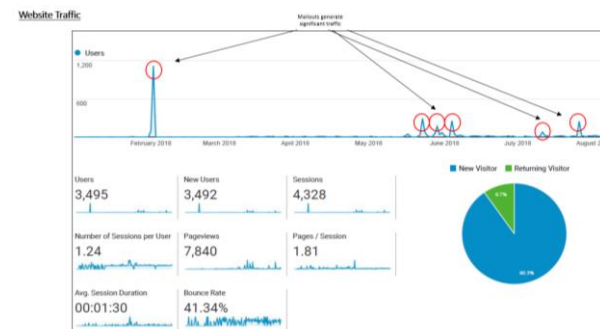 Website Traffic
Mailouts generate
significant traffic
Users
1,200
600
February 2018 March 2018 April 2018 May 2018 June 2018 July 2018 August 2
New Visitor Returning Visitor
Users New Users Sessions
3,495 3,492 4,328
Number of Sessions per User Pageviews Pages / Session
1.24 7,840 1.81
Avg. Session Duration Bounce Rate
00:01:30 41.34%